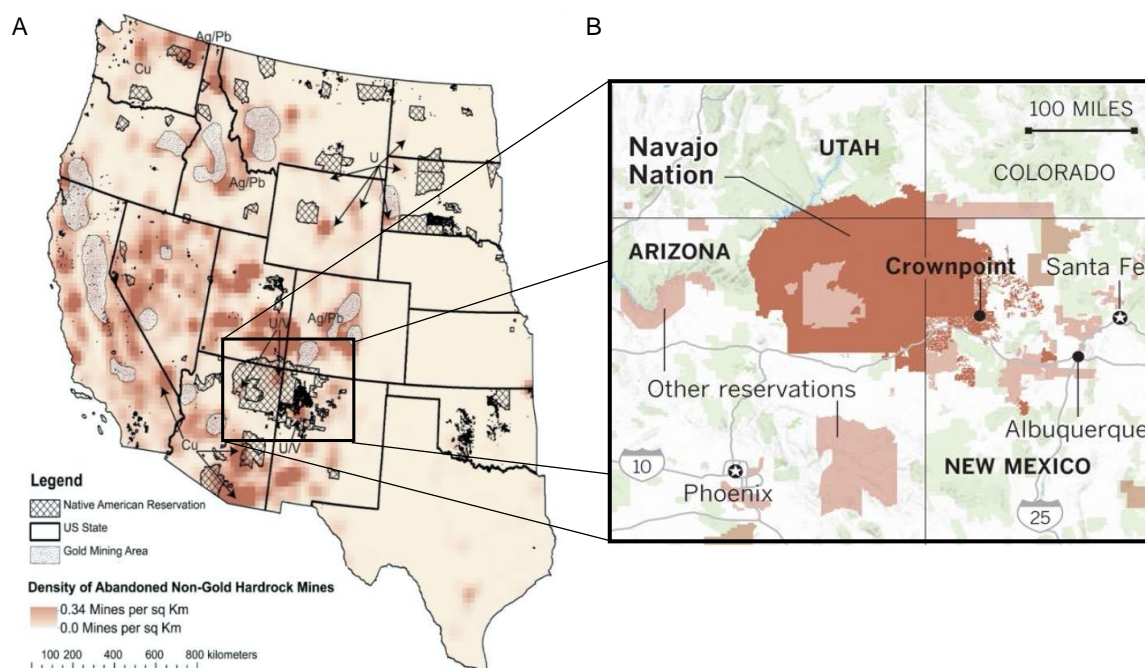 A
Ag/Pb
Cu
U
Ag/Pb
Ag/Pb
U/V
Cu
U/V
Legend
Native American Reservation
US State
Gold Mining Area
Density of Abandoned Non-Gold Hardrock Mines
0.34 Mines per sq Km
0.0 Mines per sq Km
100 200 400 600 800 kilometers
B
100 MILES
Navajo
Nation
UTAH
COLORADO
ARIZONA
Crownpoint
Santa Fe
Other reservations
Albuquerque
10
Phoenix
NEW MEXICO
25